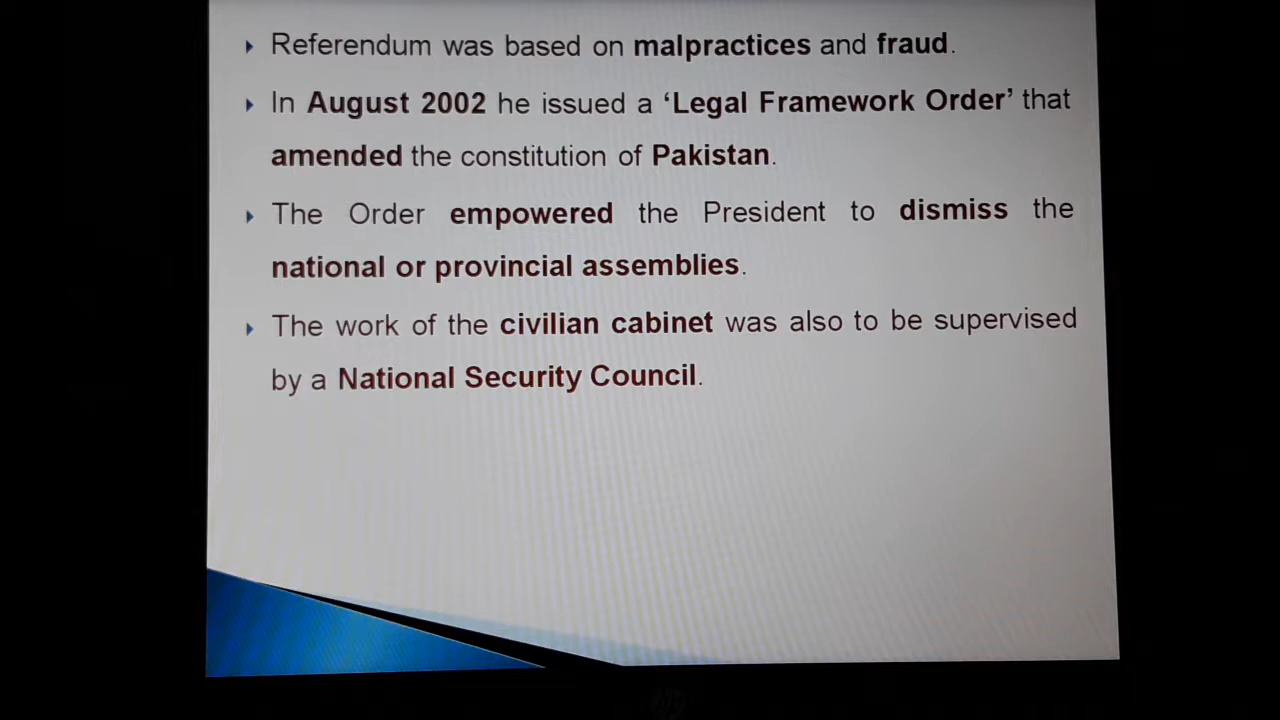 Referendum was based on malpractices and fraud.
In August 2002 he issued a ‘Legal Framework Order’ that
amended the constitution of Pakistan.
The Order empowered the President to dismiss the
national or provincial assemblies.
The work of the civilian cabinet was also to be supervised
by a National Security Council.
hp